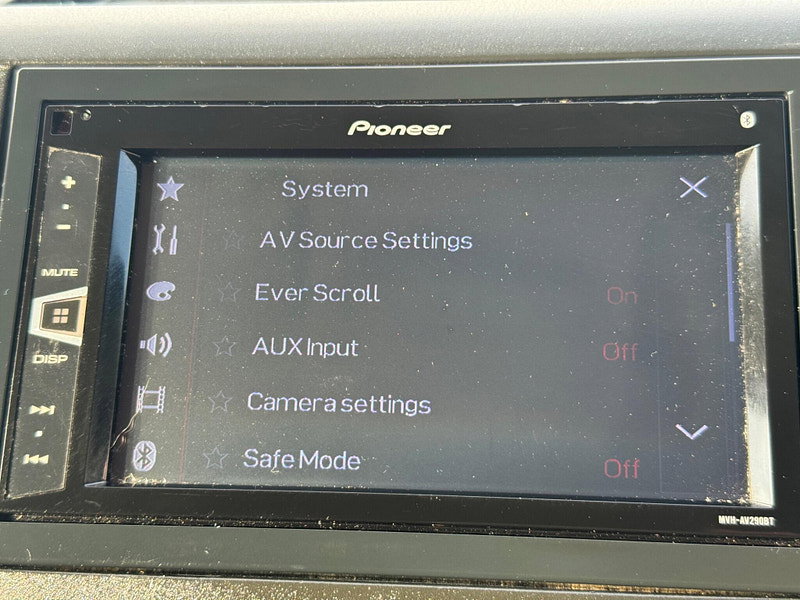 Pioneer
+
−
MUTE
DISP
System
AV Source Settings
Ever Scroll On
AUX Input Off
Camera settings
Safe Mode Off
MVH-AV290BT